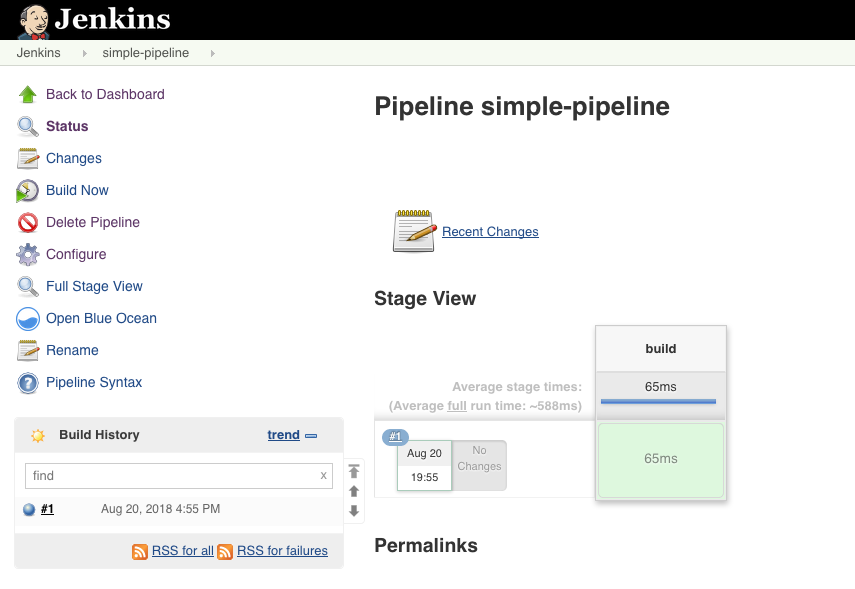 Jenkins
Jenkins simple-pipeline
Back to Dashboard
Status
Changes
Build Now
Delete Pipeline
Configure
Full Stage View
Open Blue Ocean
Rename
Pipeline Syntax
Build History trend
find x
#1 Aug 20, 2018 4:55 PM
RSS for all RSS for failures
Pipeline simple-pipeline
Recent Changes
Stage View
build
Average stage times:
(Average full run time: ~588ms)
65ms
#1
Aug 20
19:55
No
Changes
65ms
Permalinks